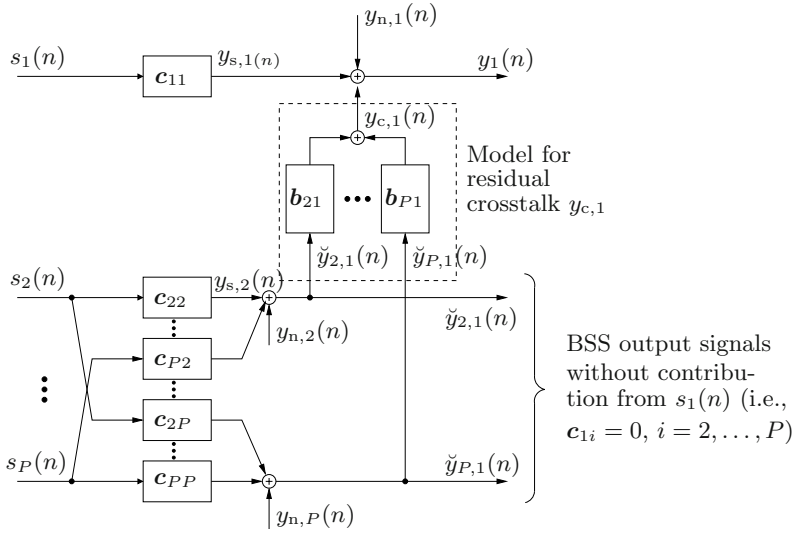 y_{n,1}(n)
s_1(n)
c_{11}
y_{s,1(n)}
y_1(n)
y_{c,1}(n)
Model for
residual
crosstalk y_{c,1}
b_{21}
•••
b_{P1}
y̆_{2,1}(n)
y̆_{P,1}(n)
s_2(n)
c_{22}
y_{s,2}(n)
y_{n,2}(n)
y̆_{2,1}(n)
c_{P2}
c_{2P}
BSS output signals
without contribu-
tion from s_1(n) (i.e.,
c_{1i} = 0, i = 2, . . . , P)
s_P(n)
c_{PP}
y̆_{P,1}(n)
y_{n,P}(n)